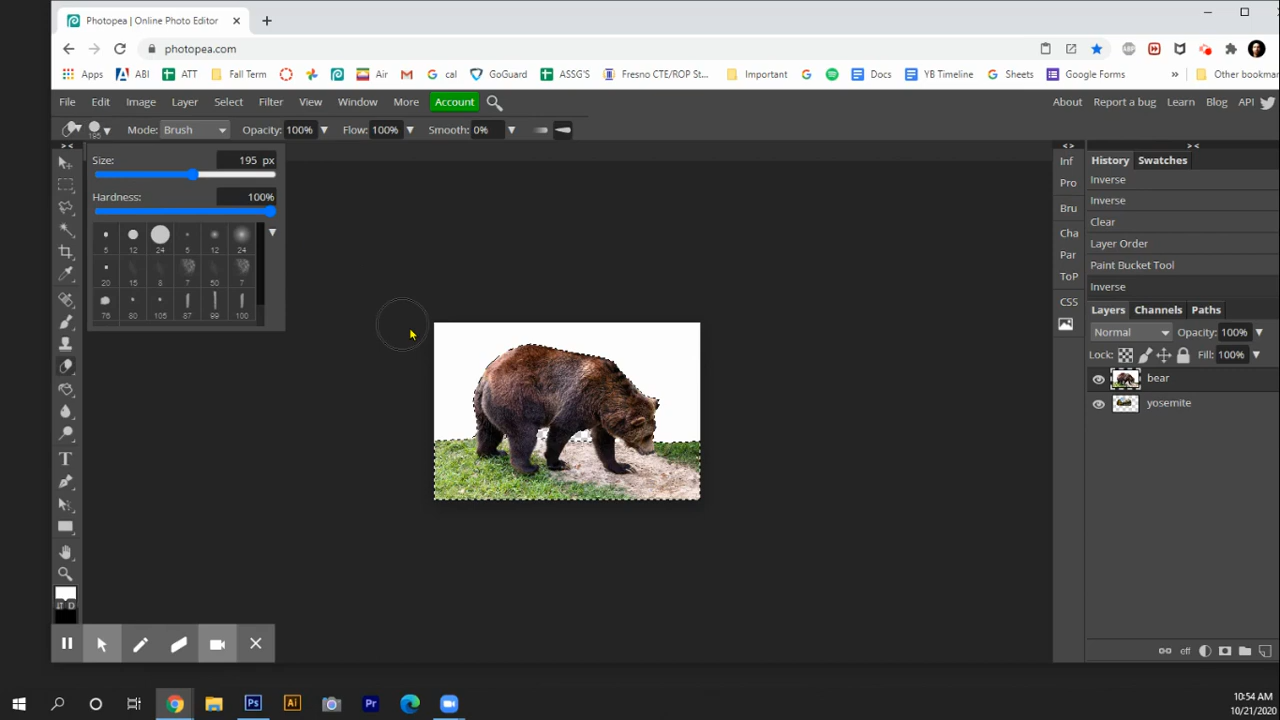 Photopea | Online Photo Editor
photopea.com
Apps ABI ATT Fall Term Air cal GoGuard ASSG'S Fresno CTE/ROP St... Important Docs YB Timeline Sheets Google Forms » Other bookmar
File Edit Image Layer Select Filter View Window More Account About Report a bug Learn Blog API
195 Mode: Brush Opacity: 100% Flow: 100% Smooth: 0%
> < < > > <
Size: 195 px
Hardness: 100%
5 12 24 5 12 24
20 15 8 7 50 7
76 80 105 87 99 100
Inf
Pro
Bru
Cha
Par
ToP
CSS
History Swatches
Inverse
Inverse
Clear
Layer Order
Paint Bucket Tool
Inverse
Layers Channels Paths
Normal Opacity: 100%
Lock: Fill: 100%
bear
yosemite
T
D
eff
Ps Ai Pr
10:54 AM
10/21/2020